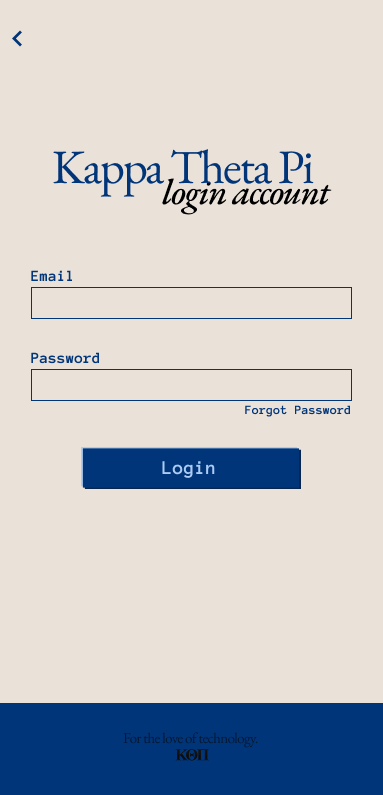 Kappa Theta Pi
login account
Email
Password
Forgot Password
Login
For the love of technology.
ΚΘΠ